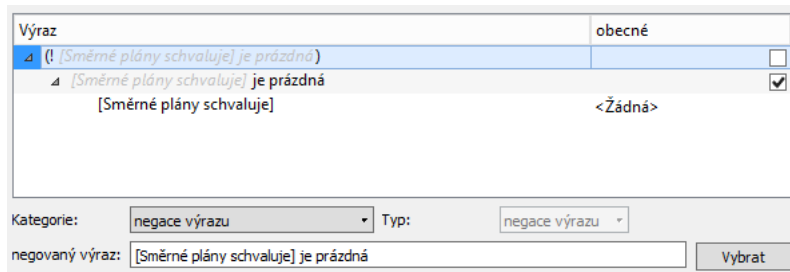 Výraz obecné
(! [Směrné plány schvaluje] je prázdná)
[Směrné plány schvaluje] je prázdná
[Směrné plány schvaluje] <Žádná>
Kategorie: negace výrazu Typ: negace výrazu
negovaný výraz: [Směrné plány schvaluje] je prázdná Vybrat